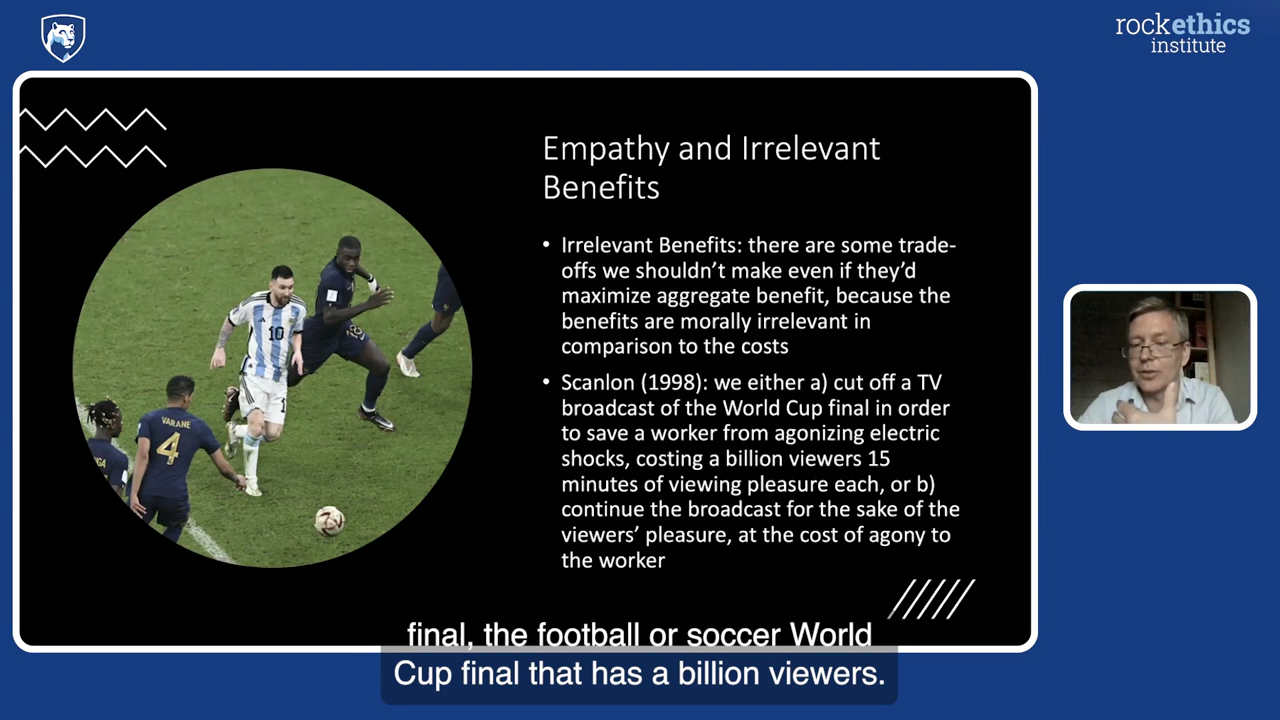 rockethics
institute
Empathy and Irrelevant
Benefits
• Irrelevant Benefits: there are some trade-
offs we shouldn't make even if they'd
maximize aggregate benefit, because the
benefits are morally irrelevant in
comparison to the costs
• Scanlon (1998): we either a) cut off a TV
broadcast of the World Cup final in order
to save a worker from agonizing electric
shocks, costing a billion viewers 15
minutes of viewing pleasure each, or b)
continue the broadcast for the sake of the
viewers' pleasure, at the cost of agony to
the worker
10
18
VARANE
4
final, the football or soccer World
Cup final that has a billion viewers.